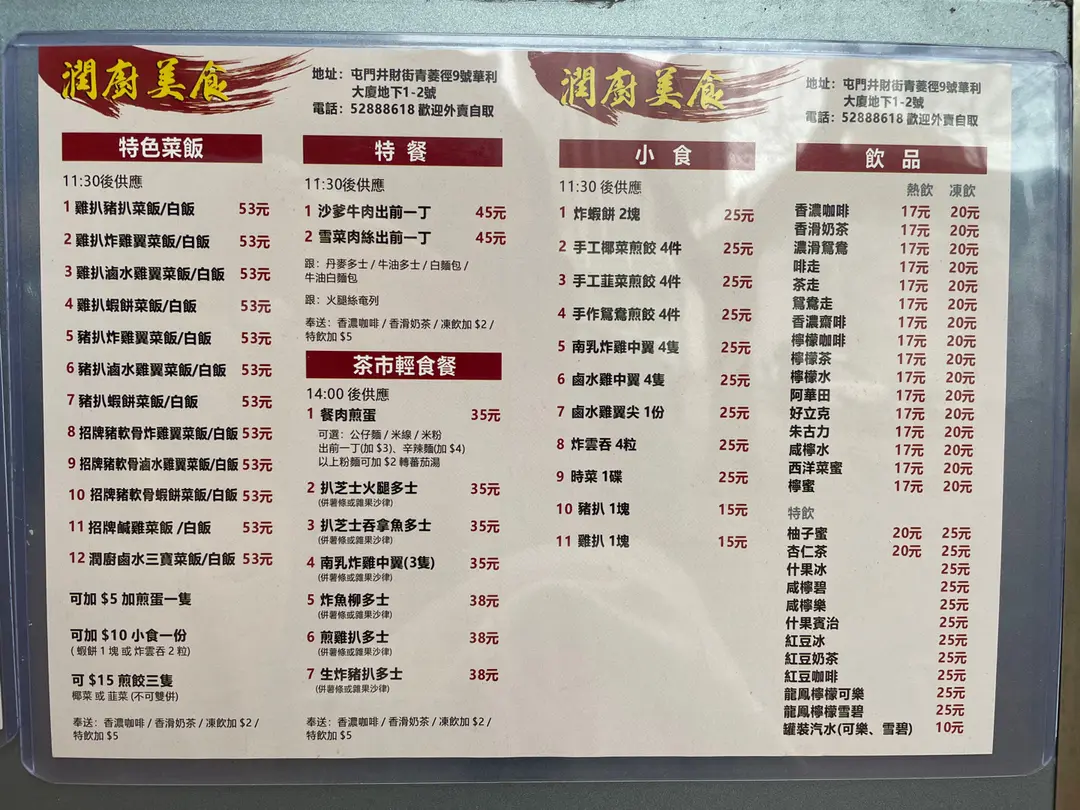 潤廚美食
地址：屯門井財街青菱徑9號華利
大廈地下1-2號
電話：52888618 歡迎外賣自取
特色菜飯
11:30後供應
1 雞扒豬扒菜飯/白飯 53元
2 雞扒炸雞翼菜飯/白飯 53元
3 雞扒滷水雞翼菜飯/白飯 53元
4 雞扒蝦餅菜飯/白飯 53元
5 豬扒炸雞翼菜飯/白飯 53元
6 豬扒滷水雞翼菜飯/白飯 53元
7 豬扒蝦餅菜飯/白飯 53元
8 招牌豬軟骨炸雞翼菜飯/白飯 53元
9 招牌豬軟骨滷水雞翼菜飯/白飯 53元
10 招牌豬軟骨蝦餅菜飯/白飯 53元
11 招牌鹹雞菜飯 /白飯 53元
12 潤廚鹵水三寶菜飯/白飯 53元
可加 $5 加煎蛋一隻
可加 $10 小食一份
( 蝦餅 1 塊 或 炸雲吞 2 粒)
可 $15 煎餃三隻
椰菜 或 韮菜 (不可雙併)
奉送：香濃咖啡 / 香滑奶茶 / 凍飲加 $2 /
特飲加 $5
特 餐
11:30後供應
1 沙爹牛肉出前一丁 45元
2 雪菜肉絲出前一丁 45元
跟：丹麥多士 / 牛油多士 / 白麵包 /
牛油白麵包
跟：火腿絲奄列
奉送：香濃咖啡 / 香滑奶茶 / 凍飲加 $2 /
特飲加 $5
茶市輕食餐
14:00 後供應
1 餐肉煎蛋 35元
可選：公仔麵 / 米線 / 米粉
出前一丁(加 $3)、辛辣麵(加 $4)
以上粉麵可加 $2 轉蕃茄湯
2 扒芝士火腿多士 35元
(併薯條或雜果沙律)
3 扒芝士吞拿魚多士 35元
(併薯條或雜果沙律)
4 南乳炸雞中翼(3隻) 35元
(併薯條或雜果沙律)
5 炸魚柳多士 38元
(併薯條或雜果沙律)
6 煎雞扒多士 38元
(併薯條或雜果沙律)
7 生炸豬扒多士 38元
(併薯條或雜果沙律)
奉送：香濃咖啡 / 香滑奶茶 / 凍飲加 $2 /
特飲加 $5
潤廚美食
地址：屯門井財街青菱徑9號華利
大廈地下1-2號
電話：52888618 歡迎外賣自取
小 食
11:30 後供應
1 炸蝦餅 2塊 25元
2 手工椰菜煎餃 4件 25元
3 手工韮菜煎餃 4件 25元
4 手作鴛鴦煎餃 4件 25元
5 南乳炸雞中翼 4隻 25元
6 鹵水雞中翼 4隻 25元
7 鹵水雞翼尖 1份 25元
8 炸雲吞 4粒 25元
9 時菜 1碟 25元
10 豬扒 1塊 15元
11 雞扒 1塊 15元
飲 品
熱飲 凍飲
香濃咖啡 17元 20元
香滑奶茶 17元 20元
濃滑鴛鴦 17元 20元
啡走 17元 20元
茶走 17元 20元
鴛鴦走 17元 20元
香濃齋啡 17元 20元
檸檬咖啡 17元 20元
檸檬茶 17元 20元
檸檬水 17元 20元
阿華田 17元 20元
好立克 17元 20元
朱古力 17元 20元
咸檸水 17元 20元
西洋菜蜜 17元 20元
檸蜜 17元 20元
特飲
柚子蜜 20元 25元
杏仁茶 20元 25元
什果冰 25元
咸檸碧 25元
咸檸樂 25元
什果賓治 25元
紅豆冰 25元
紅豆奶茶 25元
紅豆咖啡 25元
龍鳳檸檬可樂 25元
龍鳳檸檬雪碧 25元
罐裝汽水(可樂、雪碧) 10元